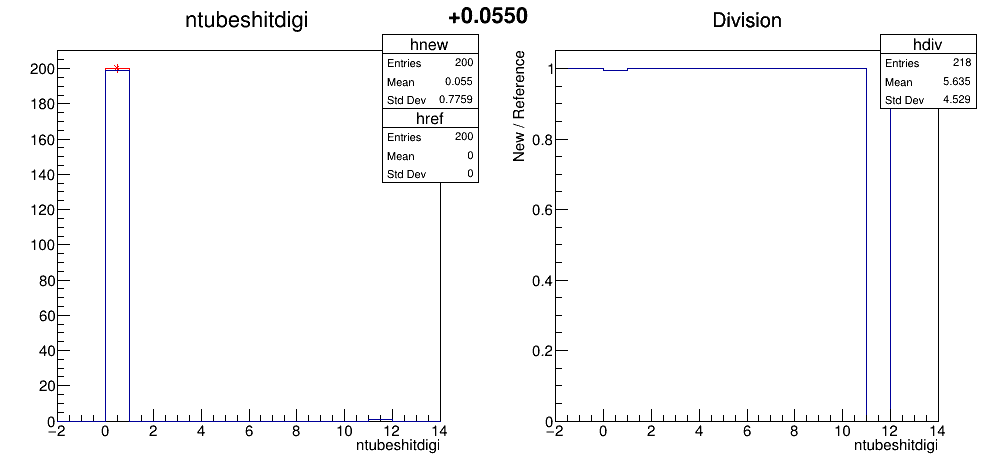 ntubeshitdigi
+0.0550
Division
hnew
Entries 200
Mean 0.055
Std Dev 0.7759
href
Entries 200
Mean 0
Std Dev 0
200
180
160
140
120
100
80
60
40
20
0
−2 0 2 4 6 8 10 12 14
ntubeshitdigi
hdiv
Entries 218
Mean 5.635
Std Dev 4.529
New / Reference
1
0.8
0.6
0.4
0.2
0
−2 0 2 4 6 8 10 12 14
ntubeshitdigi